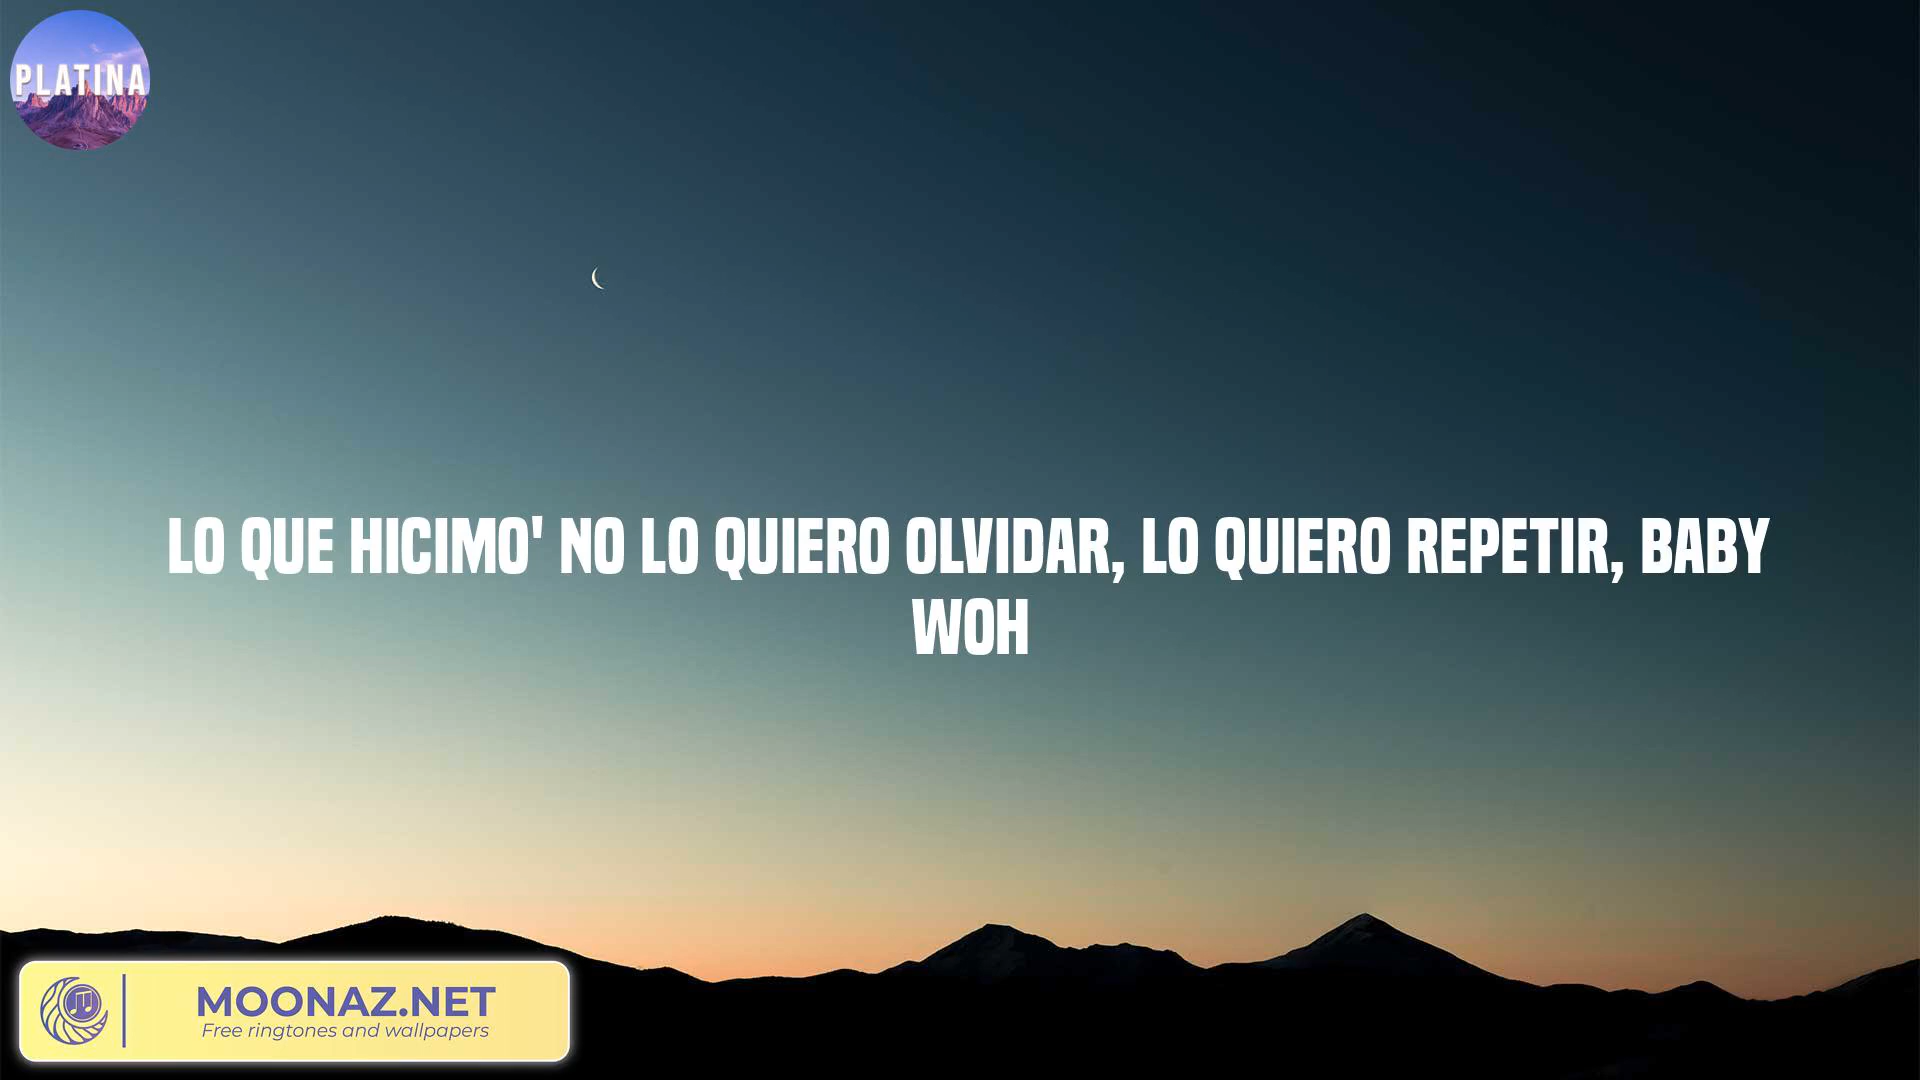 PLATINA
LO QUE HICIMO' NO LO QUIERO OLVIDAR, LO QUIERO REPETIR, BABY
WOH
MOONAZ.NET
Free ringtones and wallpapers